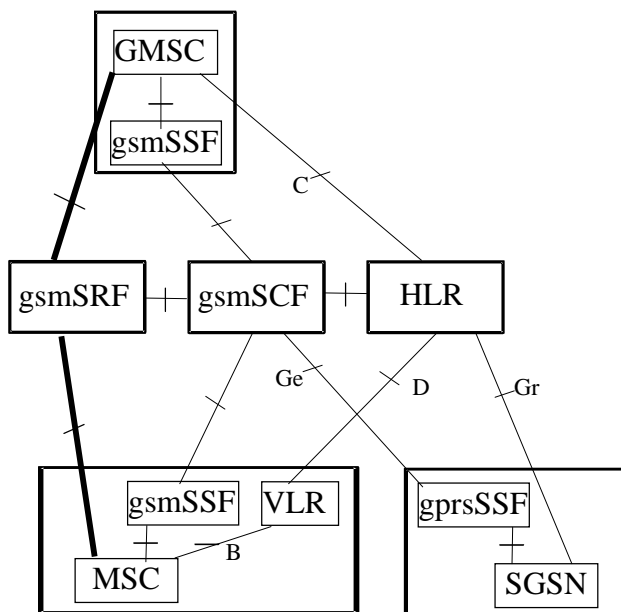 GMSC
gsmSSF
C
gsmSRF
gsmSCF
HLR
Ge
D
Gr
gsmSSF
VLR
gprsSSF
B
MSC
SGSN